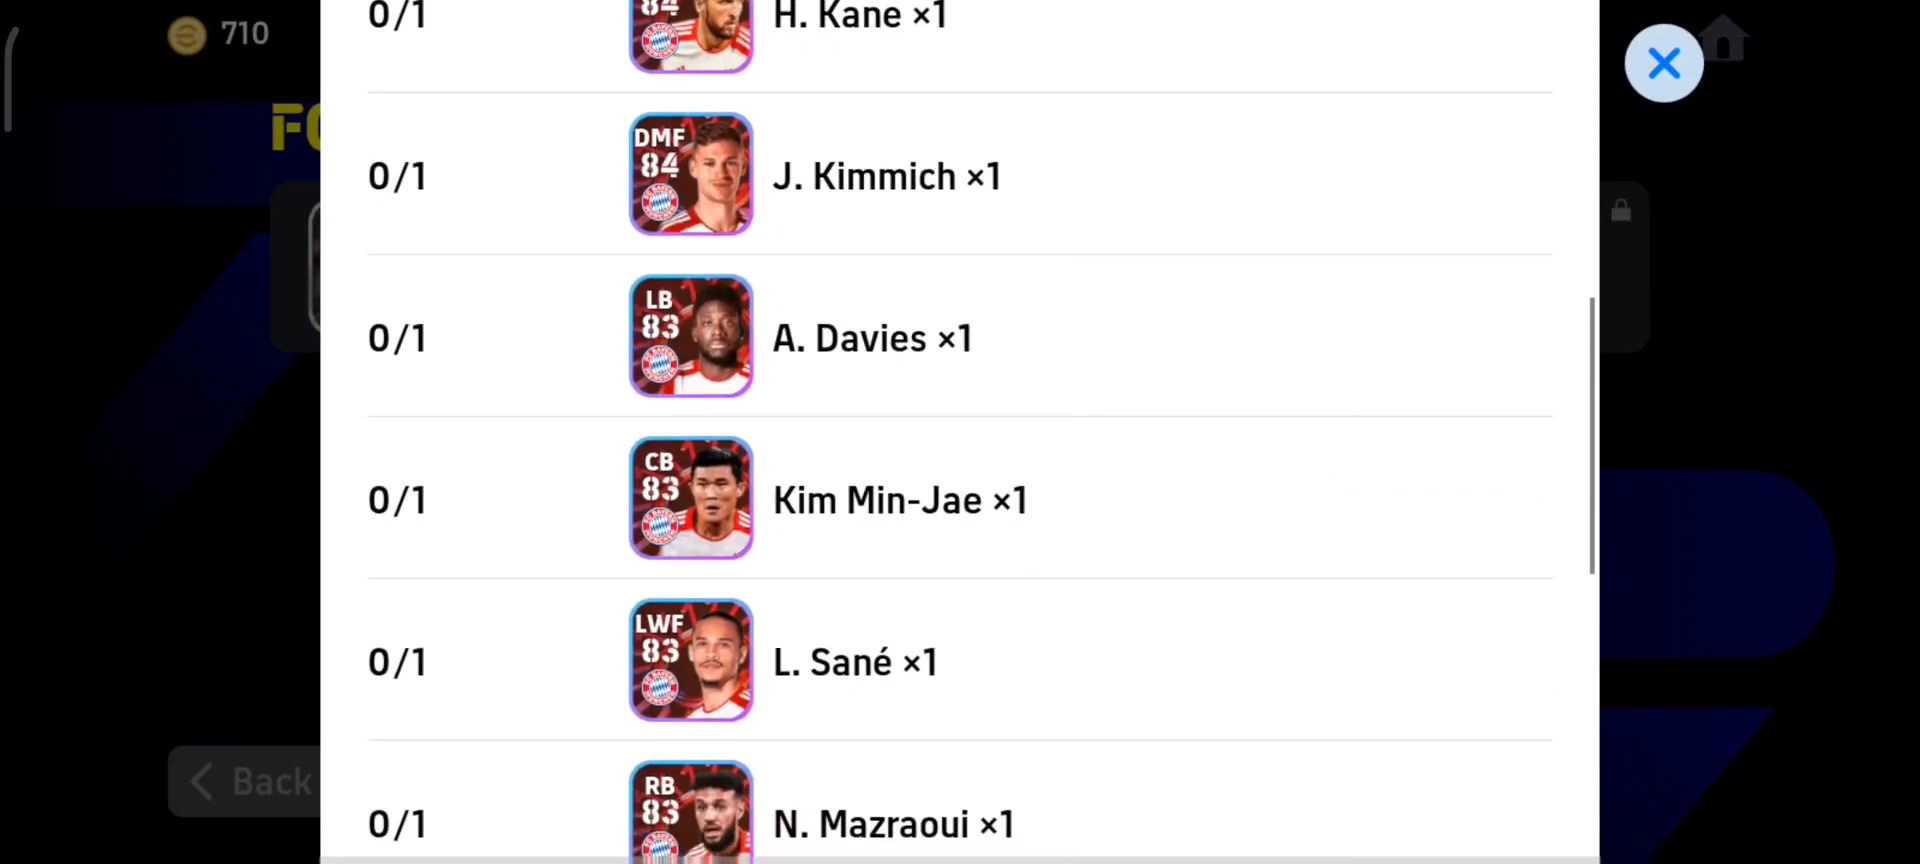 710
FO
0/1
84
H. Kane ×1
0/1
DMF
84
J. Kimmich ×1
0/1
LB
83
A. Davies ×1
0/1
CB
83
Kim Min-Jae ×1
0/1
LWF
83
L. Sané ×1
0/1
RB
83
N. Mazraoui ×1
Back